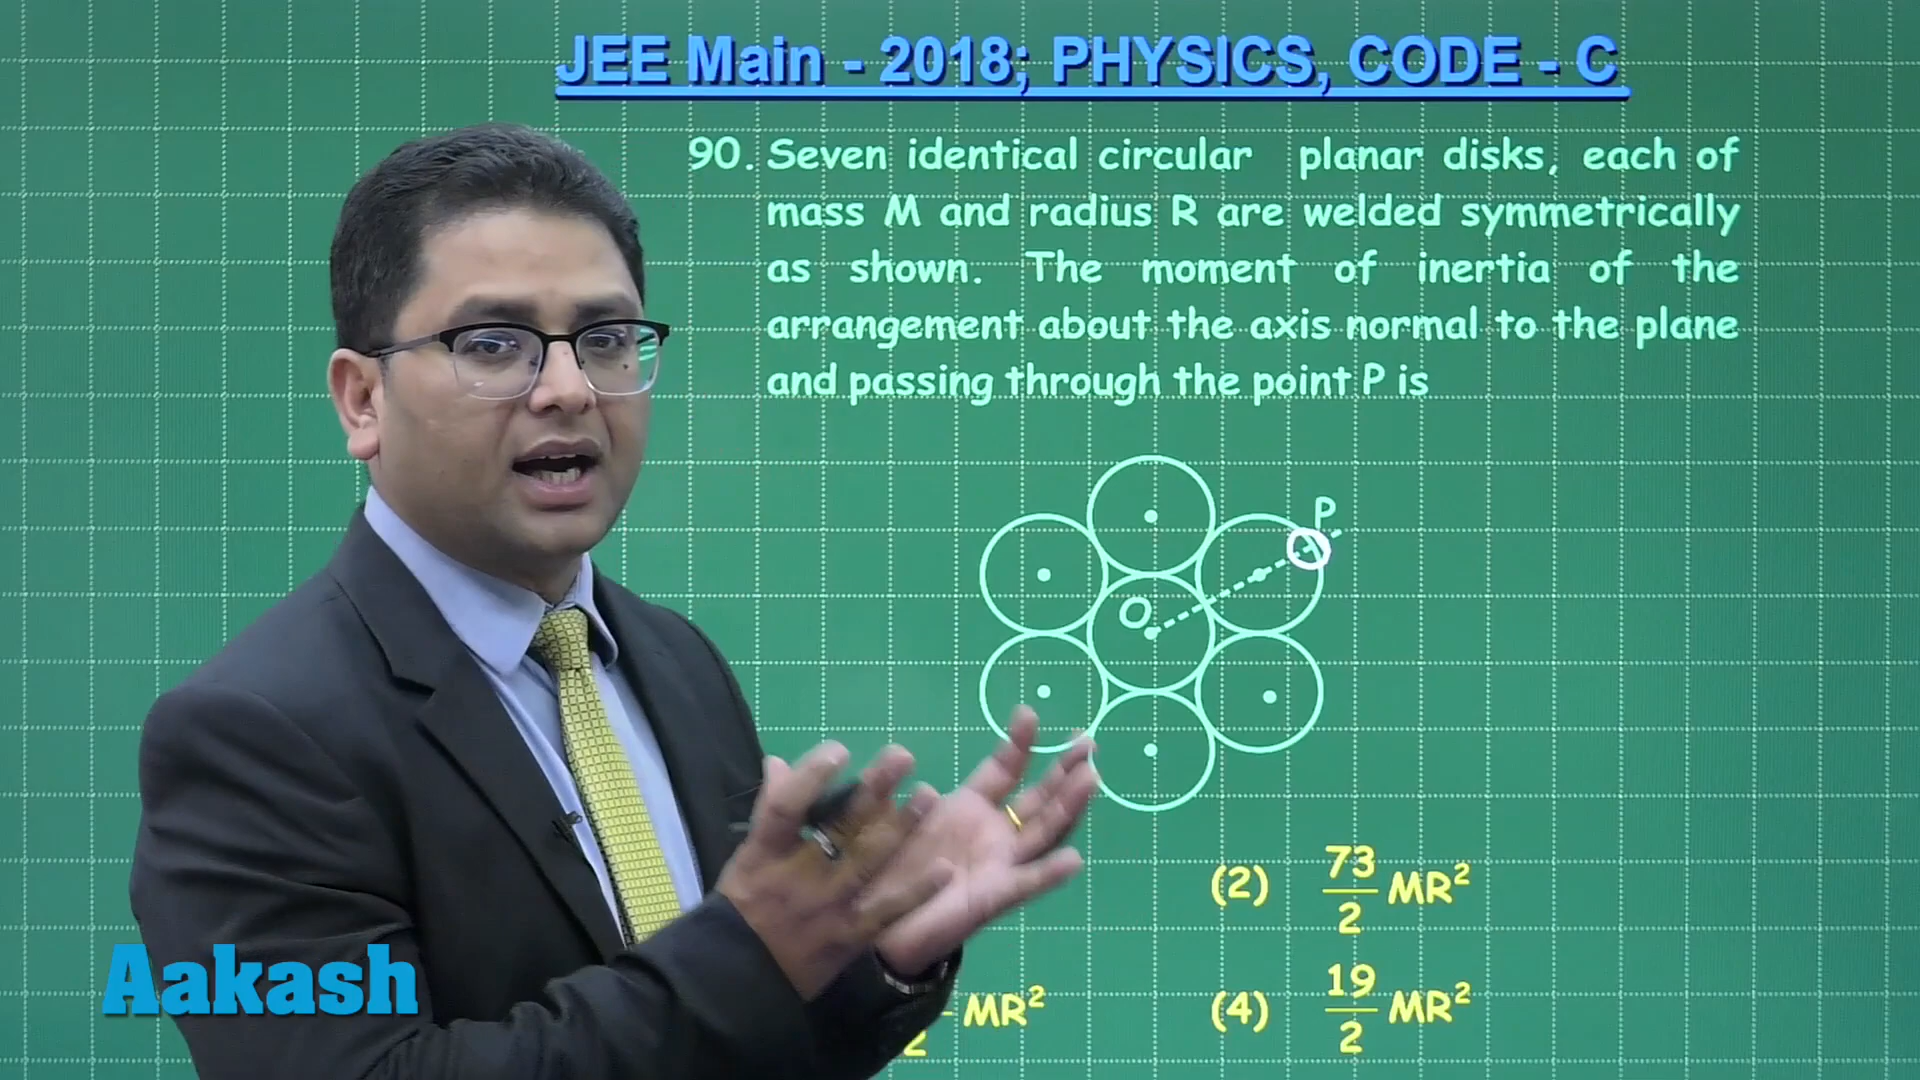 JEE Main - 2018; PHYSICS, CODE - C
90. Seven identical circular planar disks, each of
mass M and radius R are welded symmetrically
as shown. The moment of inertia of the
arrangement about the axis normal to the plane
and passing through the point P is
P
O
(2) 73/2 MR²
2 MR²
(4) 19/2 MR²
Aakash